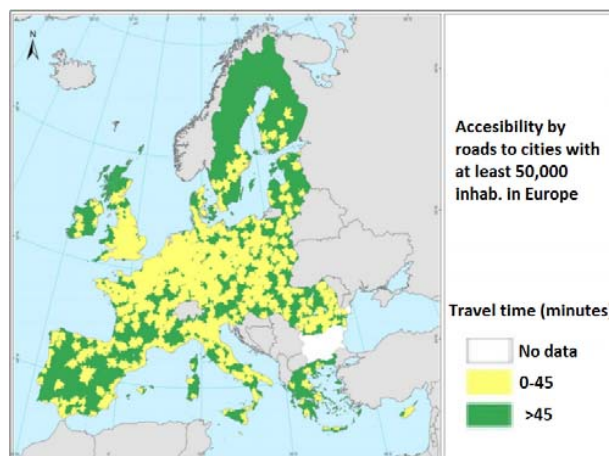 N
Accesibility by
roads to cities with
at least 50,000
inhab. in Europe
Travel time (minutes)
No data
0-45
>45